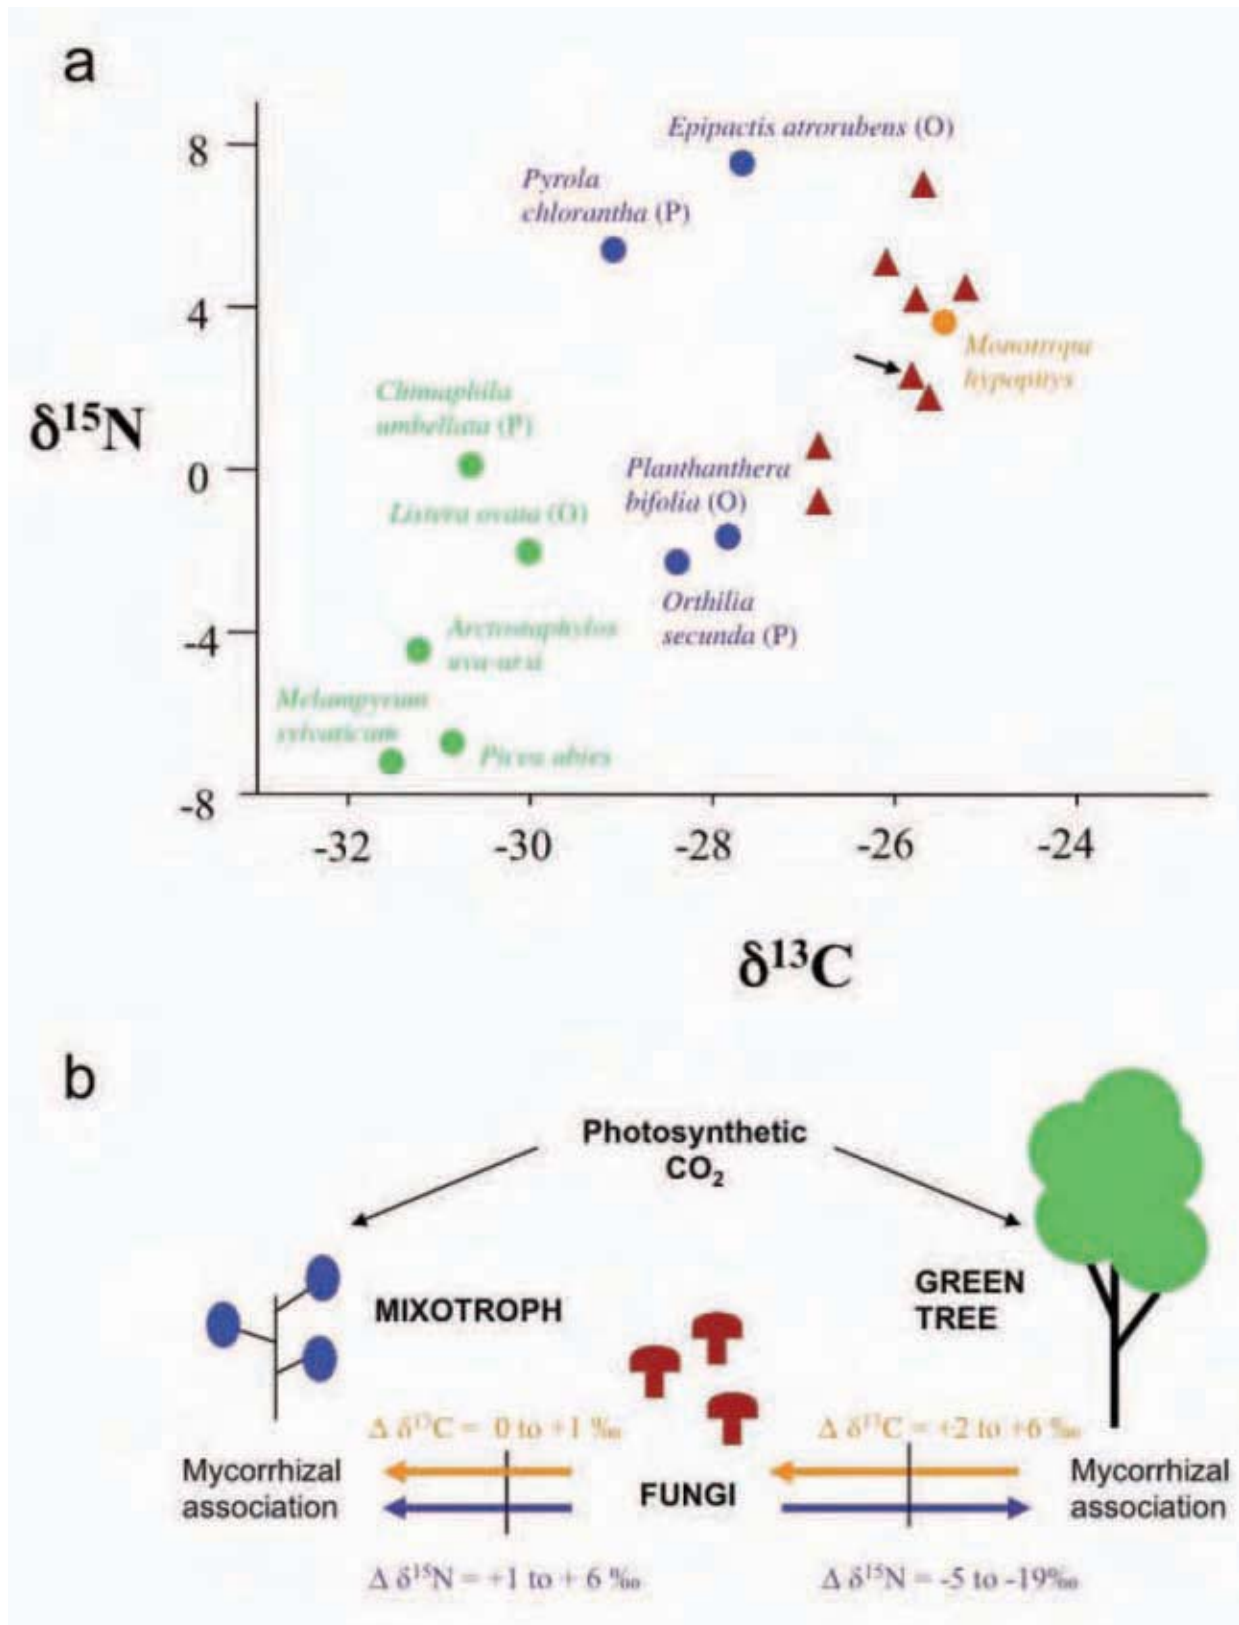 a
Epipactis atrorubens (O)
8
Pyrola
chlorantha (P)
4
Monotropa
hypopitys
Chimaphila
umbellata (P)
δ¹⁵N
0
Planthanthera
bifolia (O)
Listera ovata (O)
Orthilia
secunda (P)
-4
Arctostaphylos
uva-ursi
Melampyrum
sylvaticum
Picea abies
-8
-32 -30 -28 -26 -24
δ¹³C
b
Photosynthetic
CO₂
GREEN
TREE
MIXOTROPH
Δ δ¹³C = 0 to +1 ‰
Δ δ¹³C = +2 to +6 ‰
Mycorrhizal
association
FUNGI
Mycorrhizal
association
Δ δ¹⁵N = +1 to + 6 ‰
Δ δ¹⁵N = -5 to -19‰